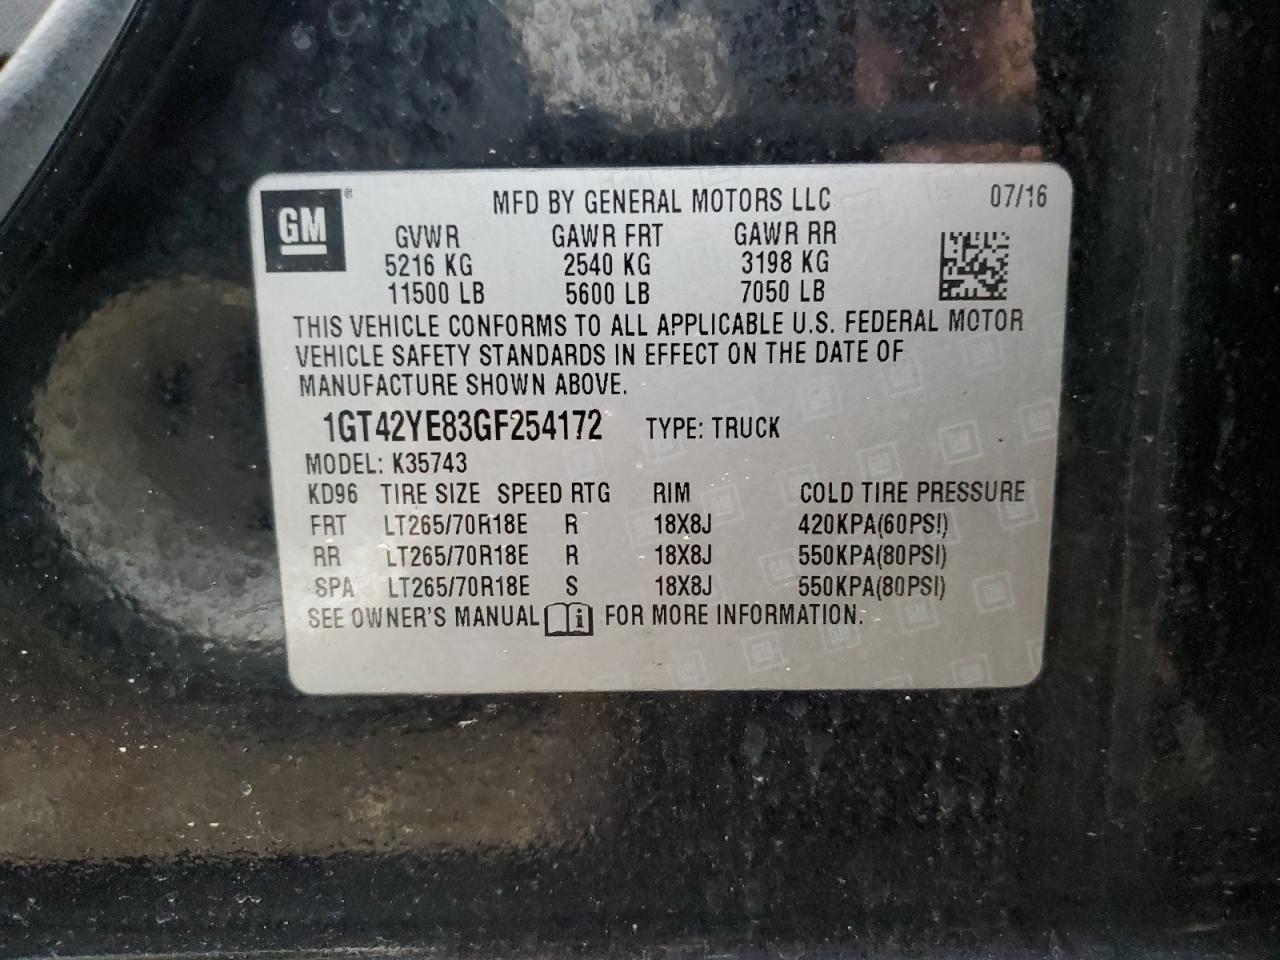 GM®
MFD BY GENERAL MOTORS LLC 07/16
GVWR GAWR FRT GAWR RR
5216 KG 2540 KG 3198 KG
11500 LB 5600 LB 7050 LB
THIS VEHICLE CONFORMS TO ALL APPLICABLE U.S. FEDERAL MOTOR
VEHICLE SAFETY STANDARDS IN EFFECT ON THE DATE OF
MANUFACTURE SHOWN ABOVE.
1GT42YE83GF254172 TYPE: TRUCK
MODEL: K35743
KD96 TIRE SIZE SPEED RTG RIM COLD TIRE PRESSURE
FRT LT265/70R18E R 18X8J 420KPA(60PSI)
RR LT265/70R18E R 18X8J 550KPA(80PSI)
SPA LT265/70R18E S 18X8J 550KPA(80PSI)
SEE OWNER'S MANUAL i FOR MORE INFORMATION.